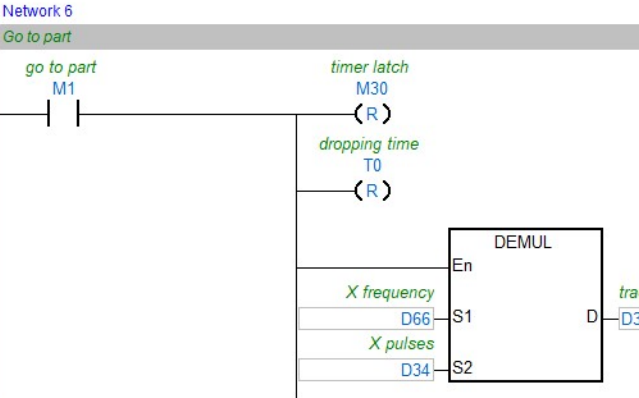 Network 6
Go to part
go to part
M1
timer latch
M30
R
dropping time
T0
R
DEMUL
En
X frequency
D66 S1 D
X pulses
D34 S2